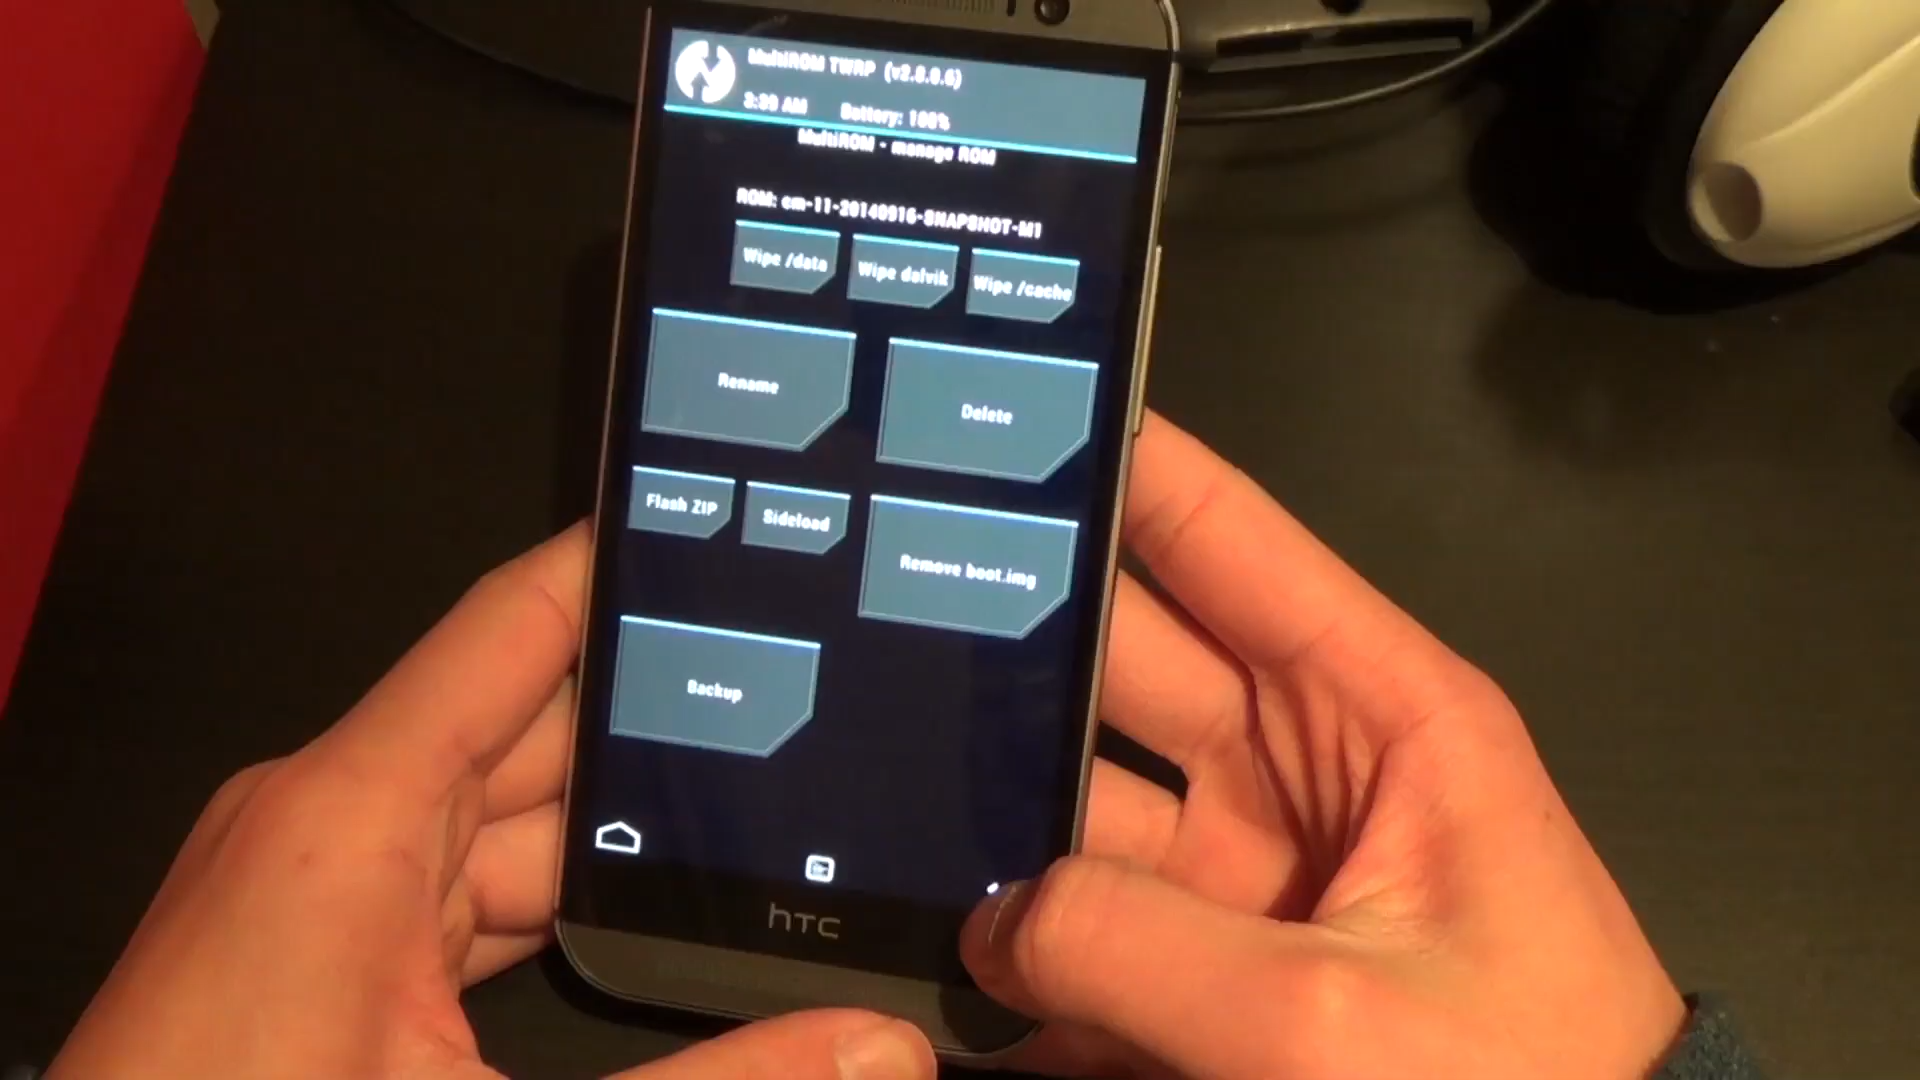 MultiROM TWRP (v2.8.0.6)
3:39 AM Battery: 100%
MultiROM - manage ROM
ROM: cm-11-20140916-SNAPSHOT-M1
Wipe /data
Wipe dalvik
Wipe /cache
Rename
Delete
Flash ZIP
Sideload
Remove boot.img
Backup
hTC